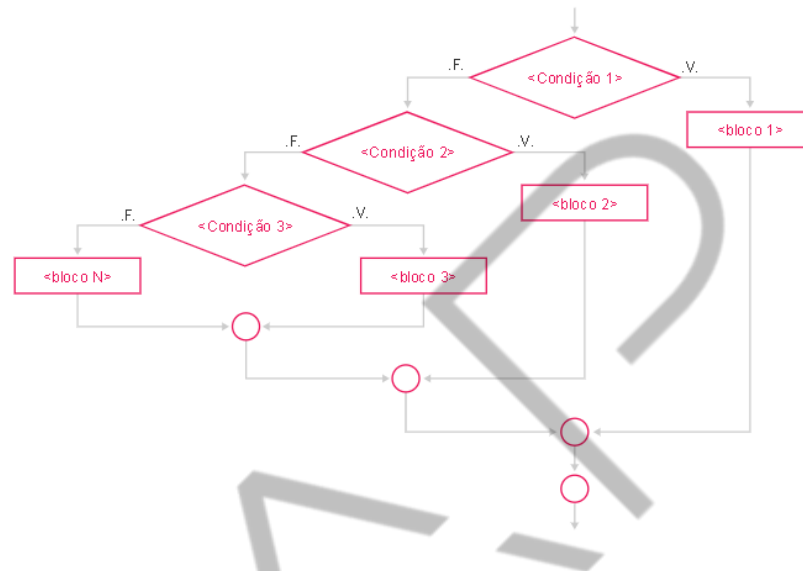 .F.
<Condição 1>
.V.
<bloco 1>
.F.
<Condição 2>
.V.
<bloco 2>
.F.
<Condição 3>
.V.
<bloco N>
<bloco 3>